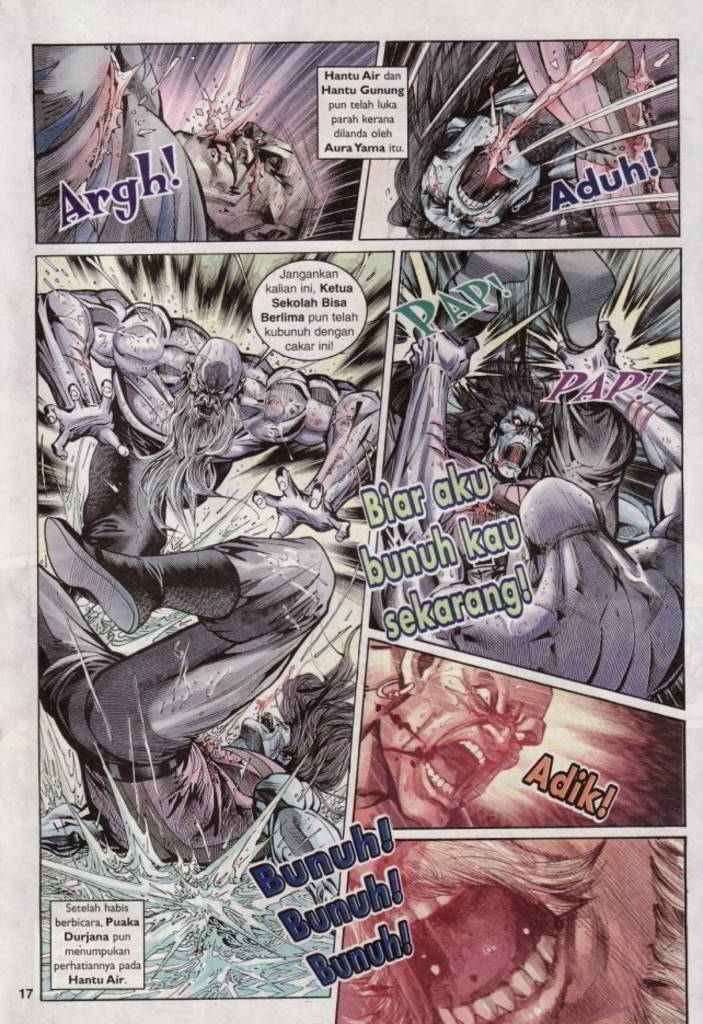 Argh!
Hantu Air dan
Hantu Gunung
pun telah luka
parah kerana
dilanda oleh
Aura Yama itu.
Aduh!
Jangankan
kalian ini, Ketua
Sekolah Bisa
Berlima pun telah
kubunuh dengan
cakar ini!
PAP!
PAP!
Biar aku
bunuh kau
sekarang!
Adik!
Bunuh!
Bunuh!
Bunuh!
Setelah habis
berbicara, Puaka
Durjana pun
menumpukan
perhatiannya pada
Hantu Air.
17